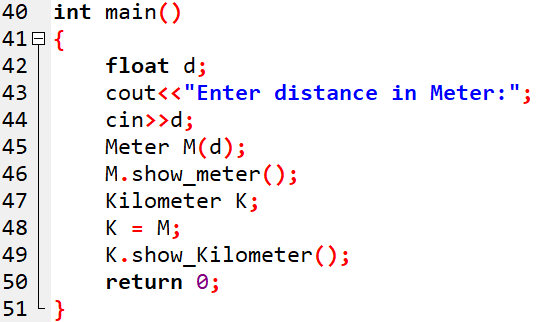 40 int main()
41 {
42 float d;
43 cout<<"Enter distance in Meter:";
44 cin>>d;
45 Meter M(d);
46 M.show_meter();
47 Kilometer K;
48 K = M;
49 K.show_Kilometer();
50 return 0;
51 }